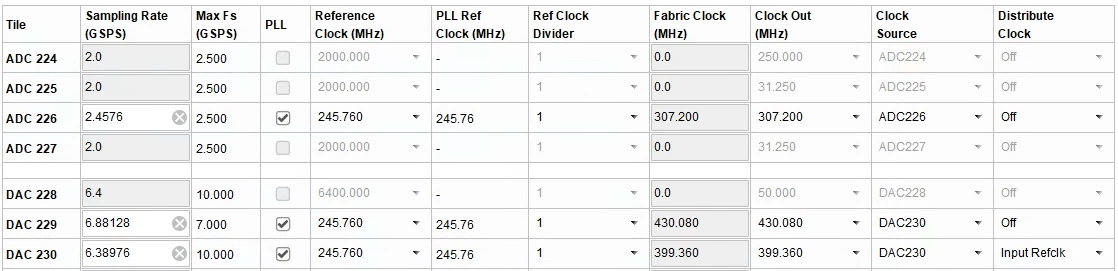 Tile Sampling Rate (GSPS) Max Fs (GSPS) PLL Reference Clock (MHz) PLL Ref Clock (MHz) Ref Clock Divider Fabric Clock (MHz) Clock Out (MHz) Clock Source Distribute Clock
ADC 224 2.0 2.500 2000.000 - 1 0.0 250.000 ADC224 Off
ADC 225 2.0 2.500 2000.000 - 1 0.0 31.250 ADC225 Off
ADC 226 2.4576 2.500 245.760 245.76 1 307.200 307.200 ADC226 Off
ADC 227 2.0 2.500 2000.000 - 1 0.0 31.250 ADC227 Off
DAC 228 6.4 10.000 6400.000 - 1 0.0 50.000 DAC228 Off
DAC 229 6.88128 7.000 245.760 245.76 1 430.080 430.080 DAC230 Off
DAC 230 6.38976 10.000 245.760 245.76 1 399.360 399.360 DAC230 Input Refclk